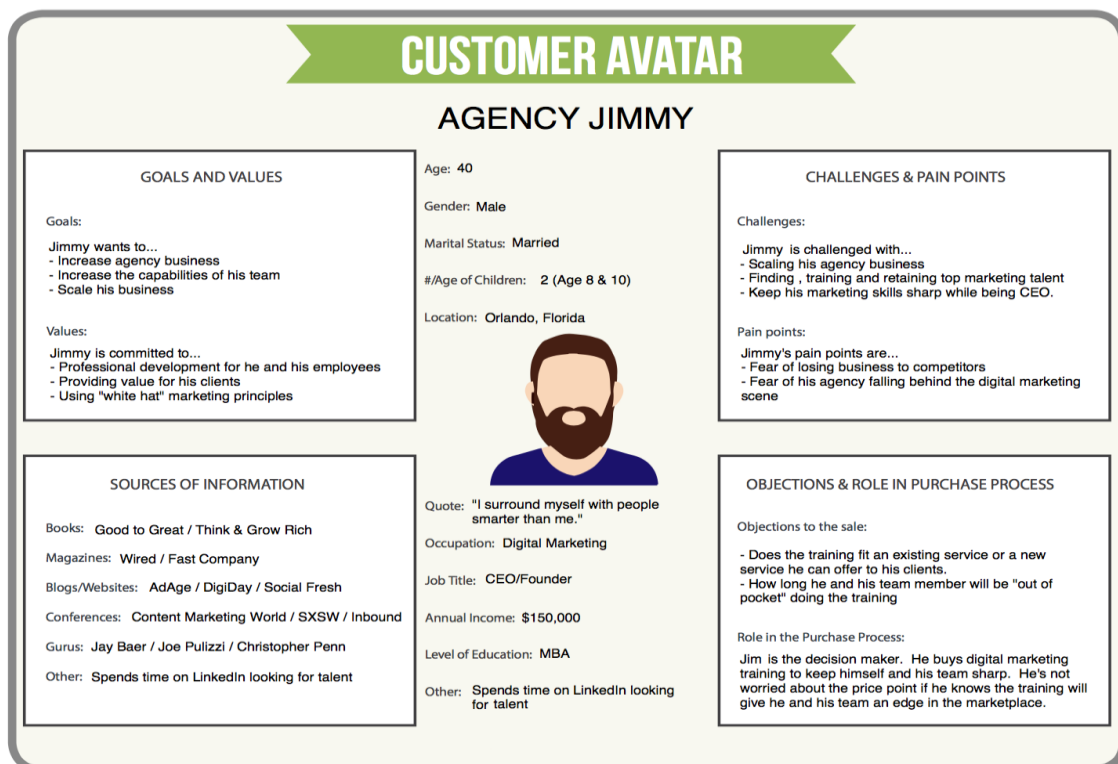 CUSTOMER AVATAR
AGENCY JIMMY
GOALS AND VALUES
Goals:
Jimmy wants to...
- Increase agency business
- Increase the capabilities of his team
- Scale his business
Values:
Jimmy is committed to...
- Professional development for he and his employees
- Providing value for his clients
- Using "white hat" marketing principles
Age: 40
Gender: Male
Marital Status: Married
#/Age of Children: 2 (Age 8 & 10)
Location: Orlando, Florida
CHALLENGES & PAIN POINTS
Challenges:
Jimmy is challenged with...
- Scaling his agency business
- Finding , training and retaining top marketing talent
- Keep his marketing skills sharp while being CEO.
Pain points:
Jimmy's pain points are...
- Fear of losing business to competitors
- Fear of his agency falling behind the digital marketing
scene
SOURCES OF INFORMATION
Books: Good to Great / Think & Grow Rich
Magazines: Wired / Fast Company
Blogs/Websites: AdAge / DigiDay / Social Fresh
Conferences: Content Marketing World / SXSW / Inbound
Gurus: Jay Baer / Joe Pulizzi / Christopher Penn
Other: Spends time on LinkedIn looking for talent
Quote: "I surround myself with people
smarter than me."
Occupation: Digital Marketing
Job Title: CEO/Founder
Annual Income: $150,000
Level of Education: MBA
Other: Spends time on LinkedIn looking
for talent
OBJECTIONS & ROLE IN PURCHASE PROCESS
Objections to the sale:
- Does the training fit an existing service or a new
service he can offer to his clients.
- How long he and his team member will be "out of
pocket" doing the training
Role in the Purchase Process:
Jim is the decision maker. He buys digital marketing
training to keep himself and his team sharp. He's not
worried about the price point if he knows the training will
give he and his team an edge in the marketplace.